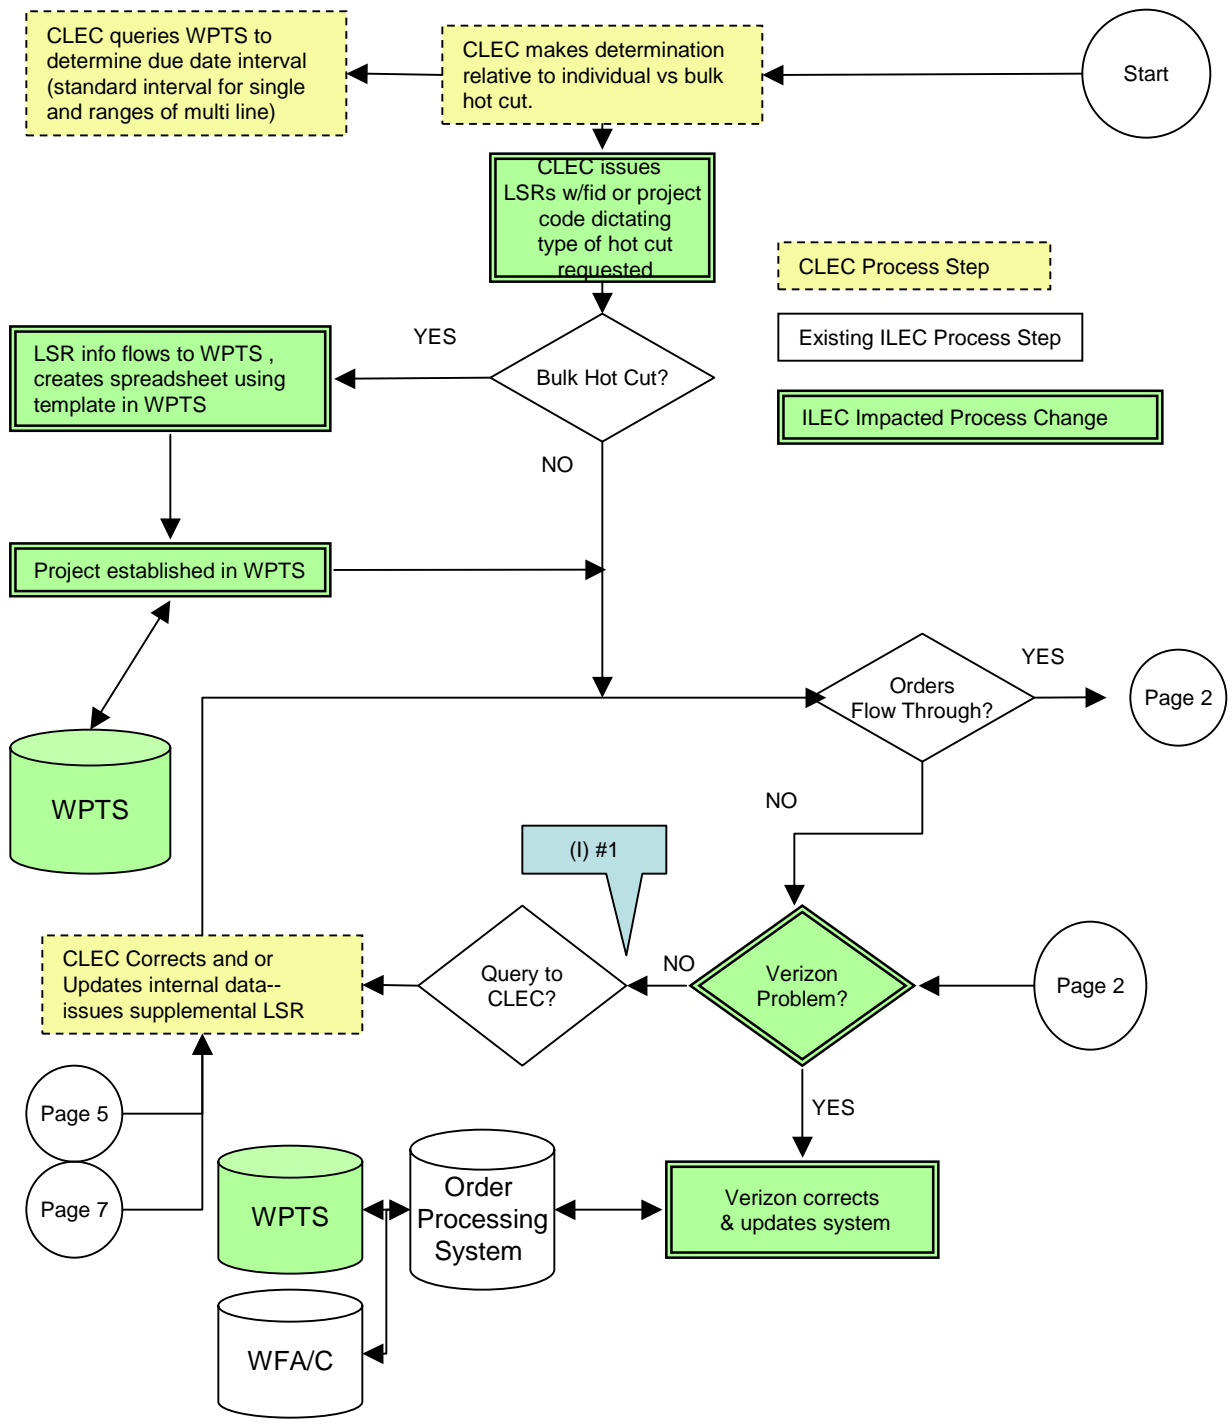 CLEC queries WPTS to
determine due date interval
(standard interval for single
and ranges of multi line)
CLEC makes determination
relative to individual vs bulk
hot cut.
Start
CLEC issues
LSRs w/fid or project
code dictating
type of hot cut
requested
CLEC Process Step
Existing ILEC Process Step
ILEC Impacted Process Change
YES
LSR info flows to WPTS ,
creates spreadsheet using
template in WPTS
Bulk Hot Cut?
NO
Project established in WPTS
WPTS
Orders
Flow Through?
YES
Page 2
NO
(I) #1
CLEC Corrects and or
Updates internal data--
issues supplemental LSR
Query to
CLEC?
NO
Verizon
Problem?
Page 2
YES
Page 5
Page 7
WPTS
Order
Processing
System
Verizon corrects
& updates system
WFA/C